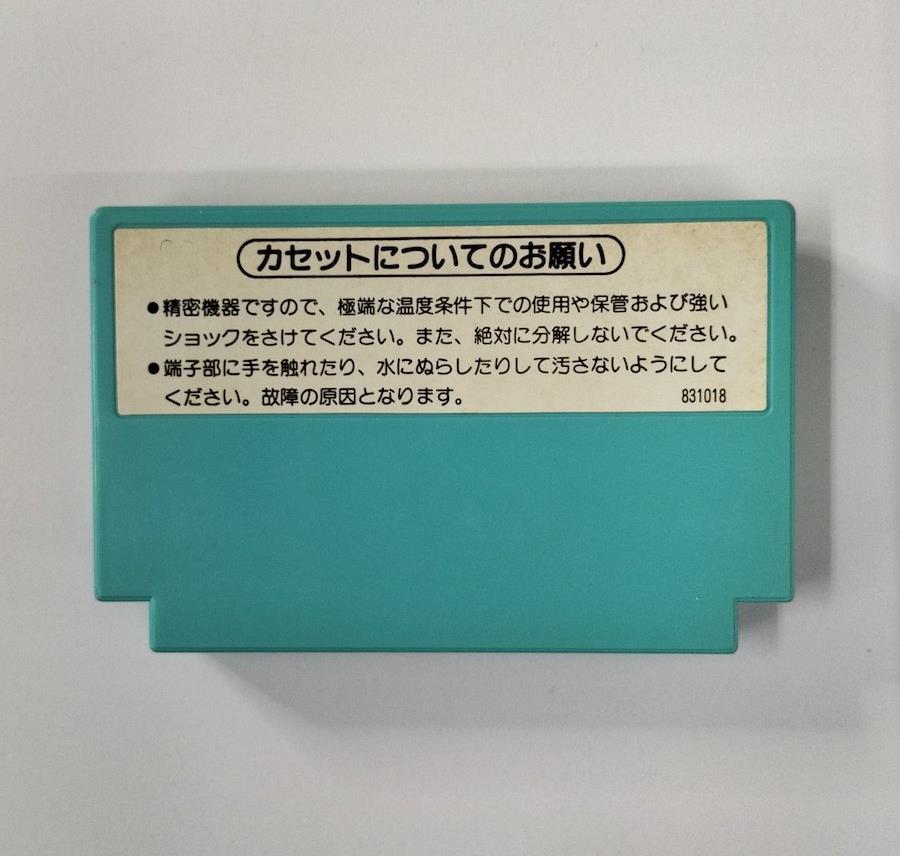 カセットについてのお願い
●精密機器ですので、極端な温度条件下での使用や保管および強い
ショックをさけてください。また、絶対に分解しないでください。
●端子部に手を触れたり、水にぬらしたりして汚さないようにして
ください。故障の原因となります。 831018